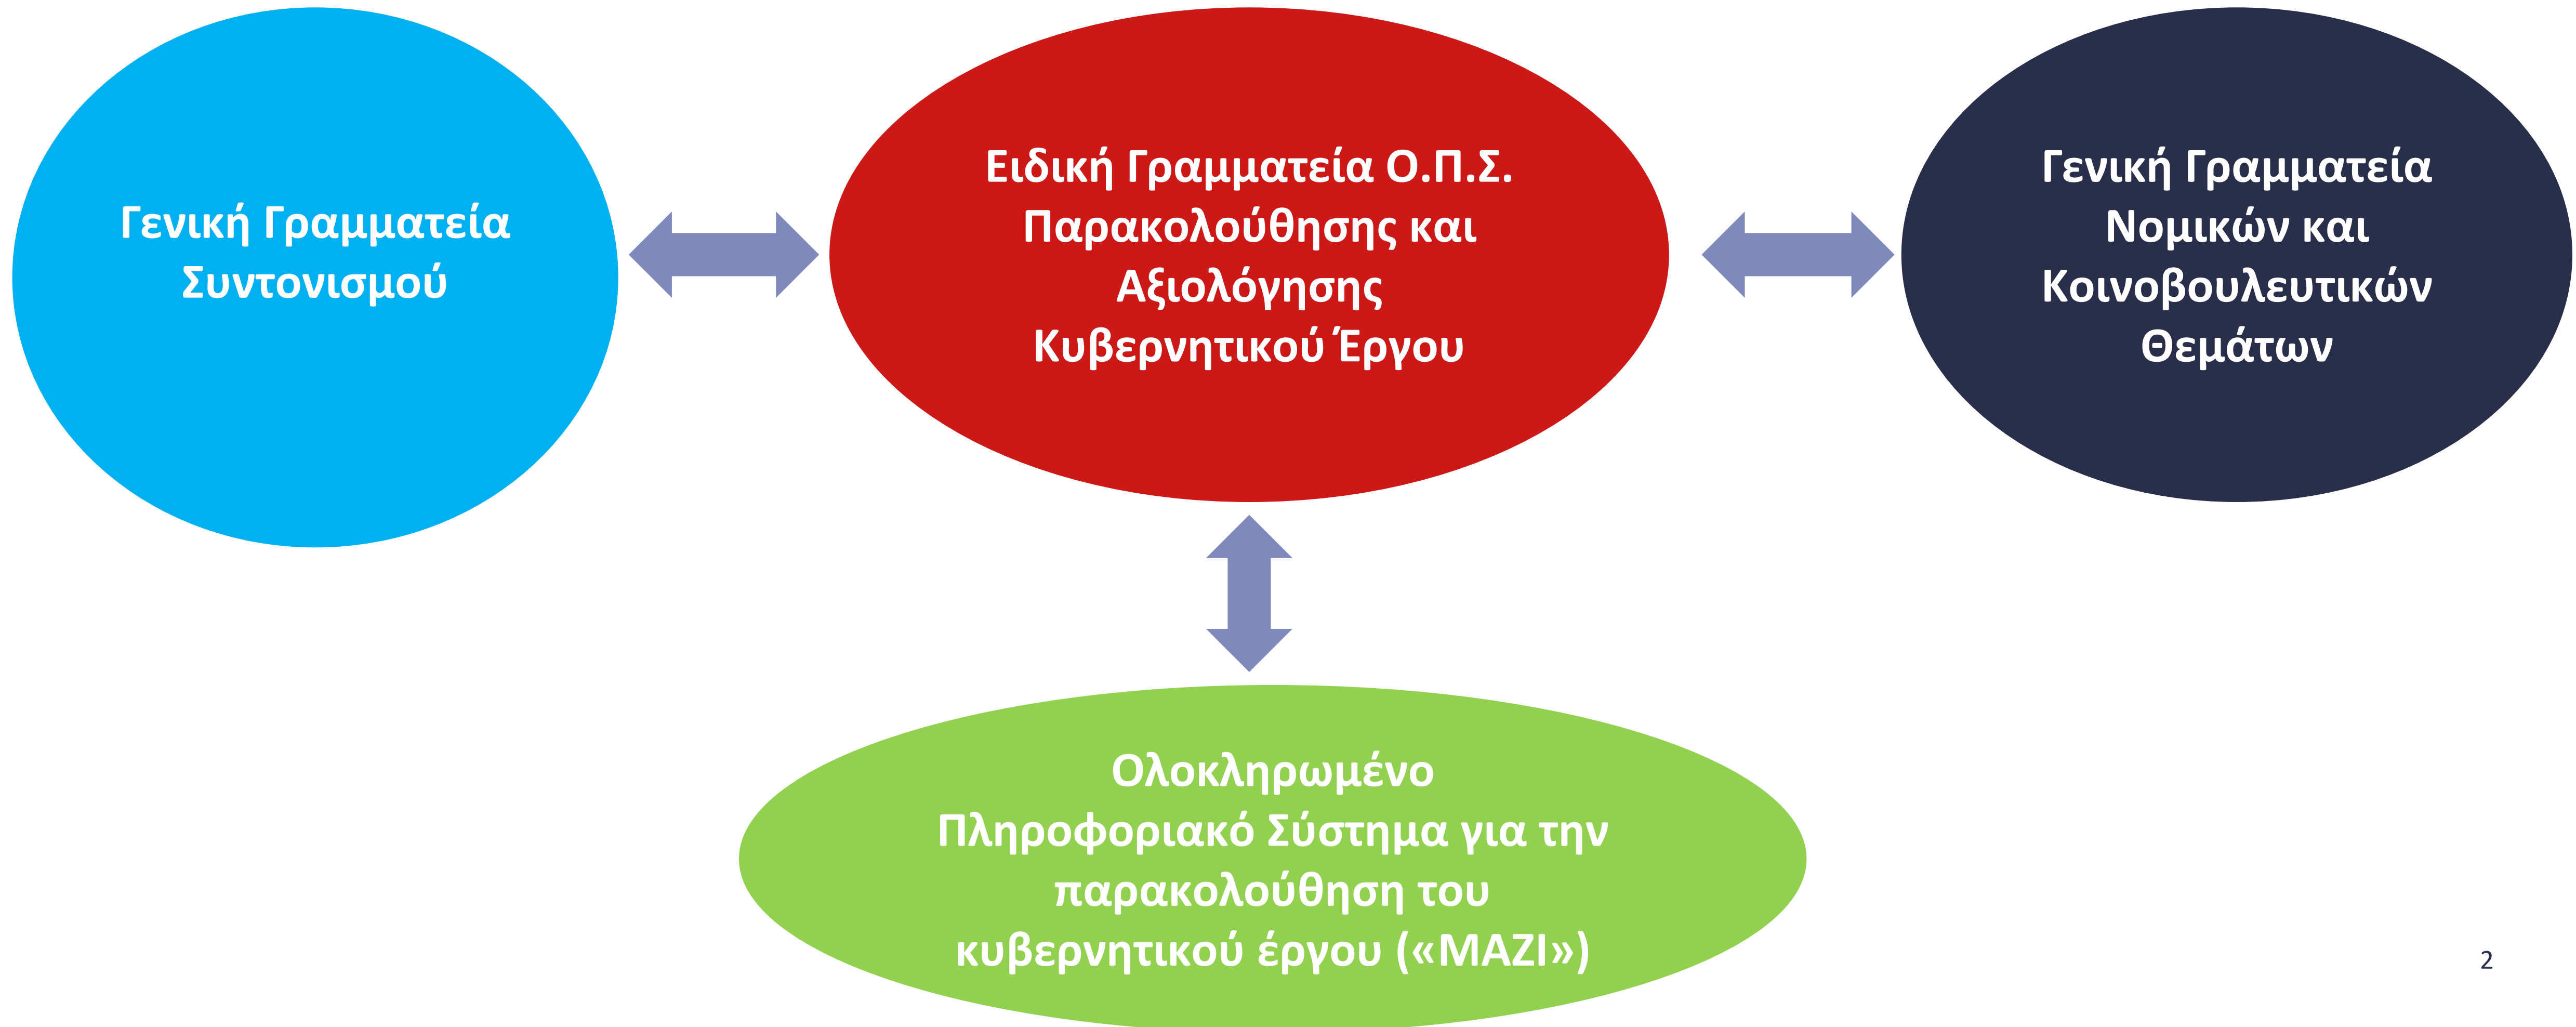 Γενική Γραμματεία
Συντονισμού
Ειδική Γραμματεία Ο.Π.Σ.
Παρακολούθησης και
Αξιολόγησης
Κυβερνητικού Έργου
Γενική Γραμματεία
Νομικών και
Κοινοβουλευτικών
Θεμάτων
Ολοκληρωμένο
Πληροφοριακό Σύστημα για την
παρακολούθηση του
κυβερνητικού έργου («ΜΑΖΙ»)
2